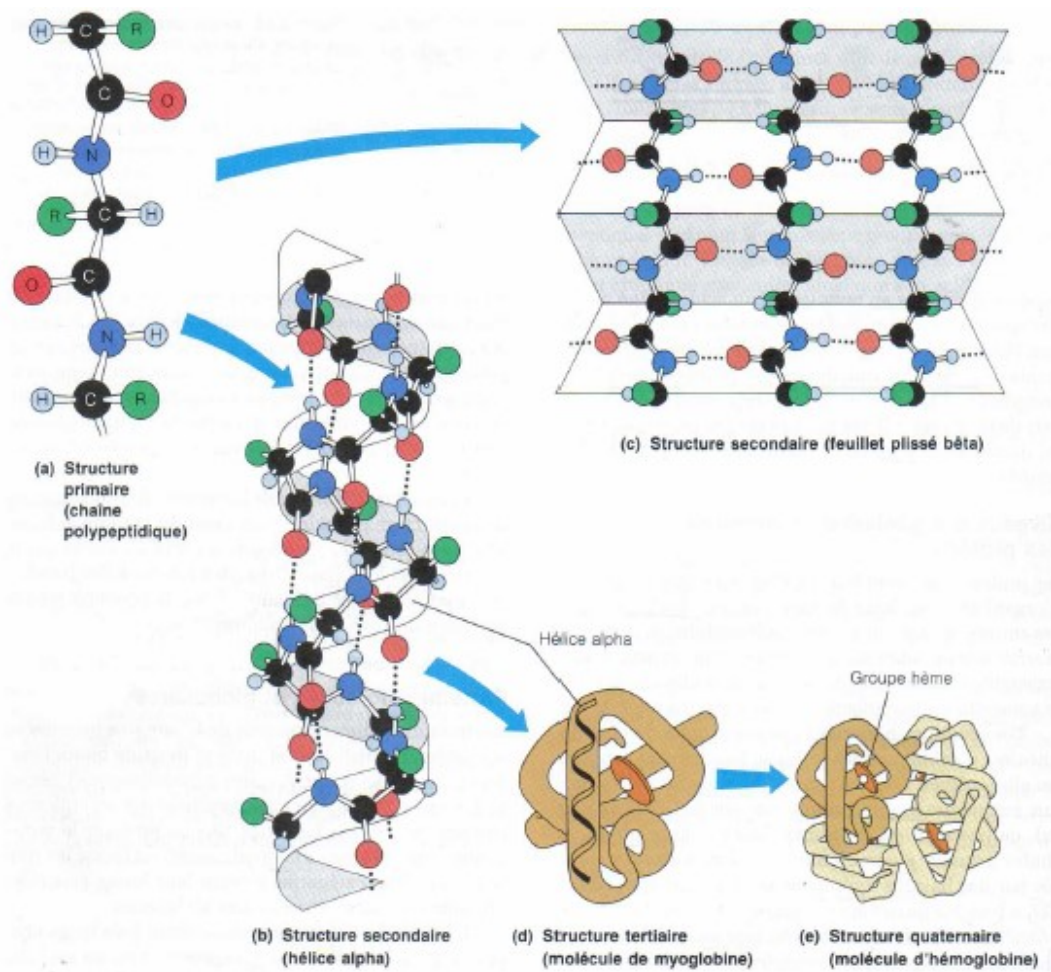 H
C
R
C
O
H
N
R
C
H
O
C
N
H
H
C
R
(a) Structure
primaire
(chaîne
polypeptidique)
(c) Structure secondaire (feuillet plissé bêta)
Hélice alpha
Groupe hème
(b) Structure secondaire
(hélice alpha)
(d) Structure tertiaire
(molécule de myoglobine)
(e) Structure quaternaire
(molécule d'hémoglobine)